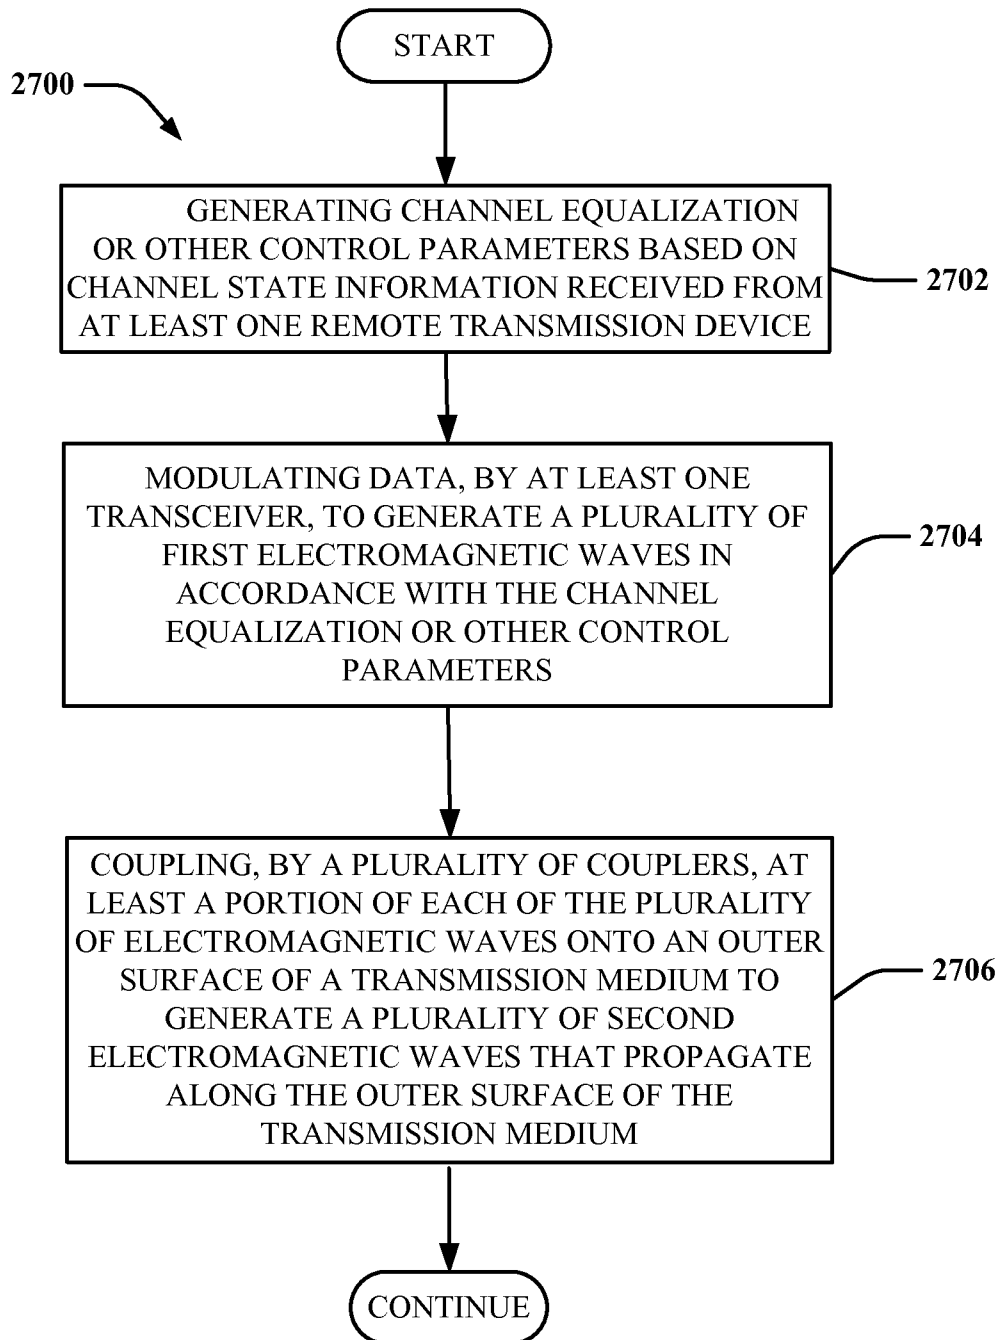 START
2700
GENERATING CHANNEL EQUALIZATION
OR OTHER CONTROL PARAMETERS BASED ON
CHANNEL STATE INFORMATION RECEIVED FROM
AT LEAST ONE REMOTE TRANSMISSION DEVICE
2702
MODULATING DATA, BY AT LEAST ONE
TRANSCEIVER, TO GENERATE A PLURALITY OF
FIRST ELECTROMAGNETIC WAVES IN
ACCORDANCE WITH THE CHANNEL
EQUALIZATION OR OTHER CONTROL
PARAMETERS
2704
COUPLING, BY A PLURALITY OF COUPLERS, AT
LEAST A PORTION OF EACH OF THE PLURALITY
OF ELECTROMAGNETIC WAVES ONTO AN OUTER
SURFACE OF A TRANSMISSION MEDIUM TO
GENERATE A PLURALITY OF SECOND
ELECTROMAGNETIC WAVES THAT PROPAGATE
ALONG THE OUTER SURFACE OF THE
TRANSMISSION MEDIUM
2706
CONTINUE